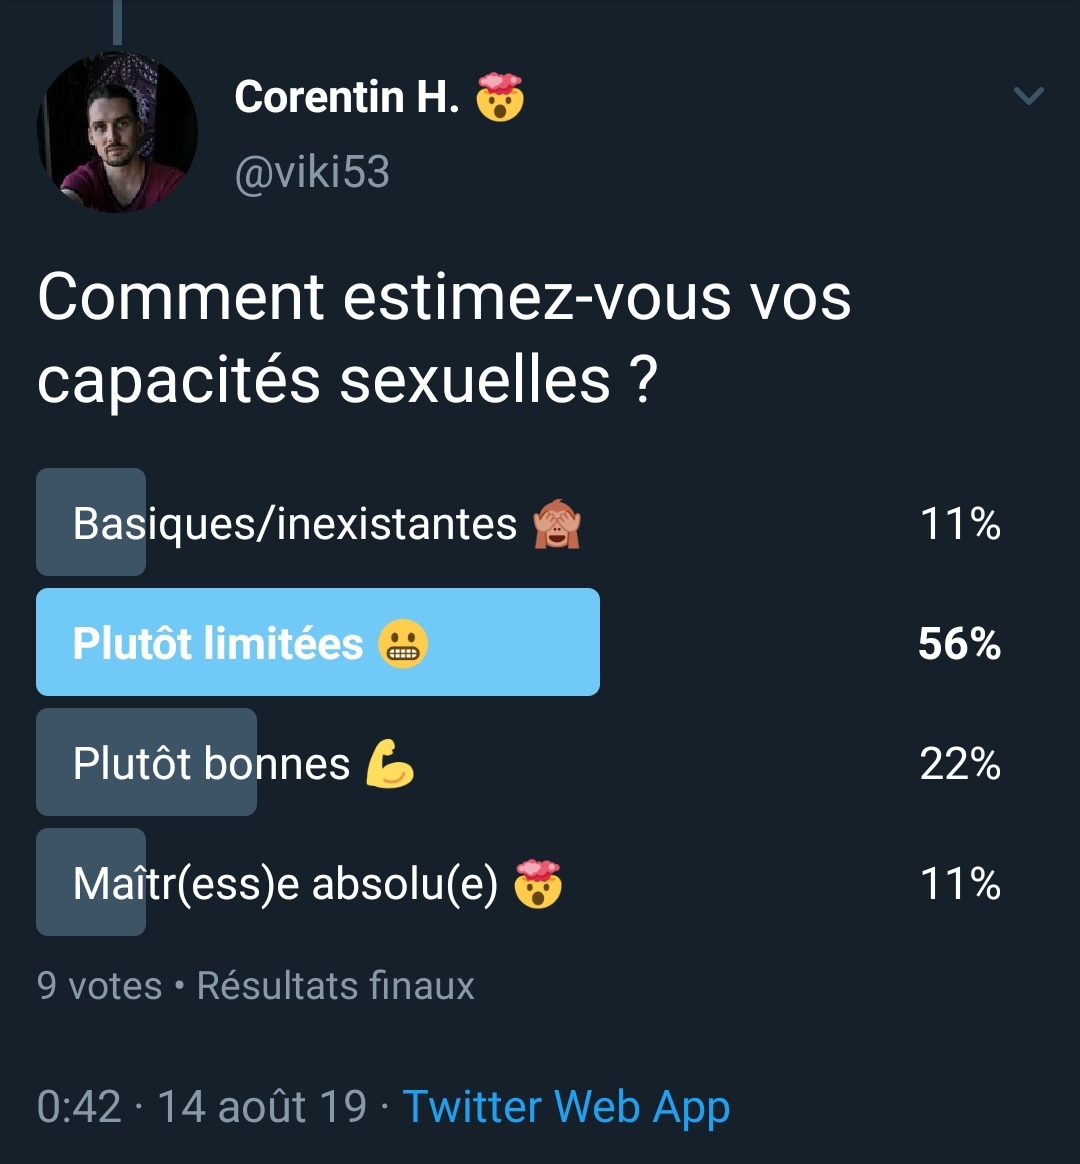 Corentin H. 🤯
@viki53
Comment estimez-vous vos
capacités sexuelles ?
Basiques/inexistantes 🙈 11%
Plutôt limitées 😬 56%
Plutôt bonnes 💪 22%
Maîtr(ess)e absolu(e) 🤯 11%
9 votes • Résultats finaux
0:42 · 14 août 19 · Twitter Web App